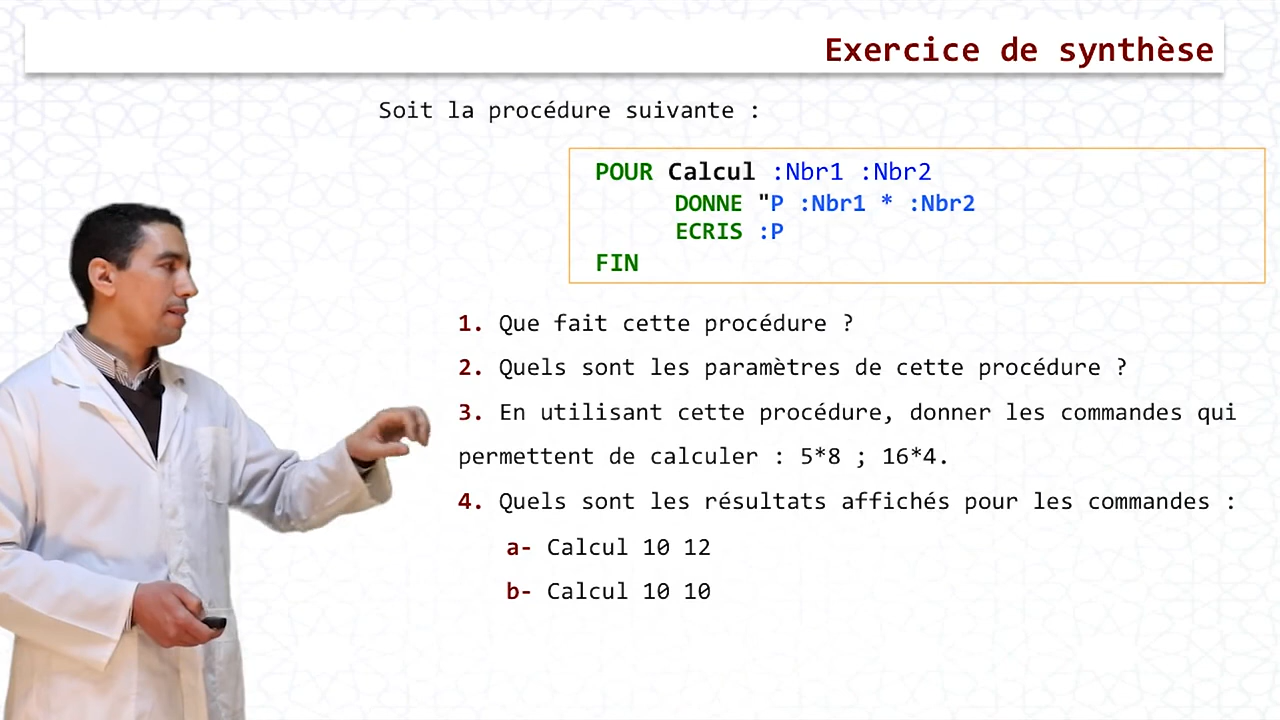 Exercice de synthèse
Soit la procédure suivante :
POUR Calcul :Nbr1 :Nbr2
DONNE "P :Nbr1 * :Nbr2
ECRIS :P
FIN
1. Que fait cette procédure ?
2. Quels sont les paramètres de cette procédure ?
3. En utilisant cette procédure, donner les commandes qui
permettent de calculer : 5*8 ; 16*4.
4. Quels sont les résultats affichés pour les commandes :
a- Calcul 10 12
b- Calcul 10 10